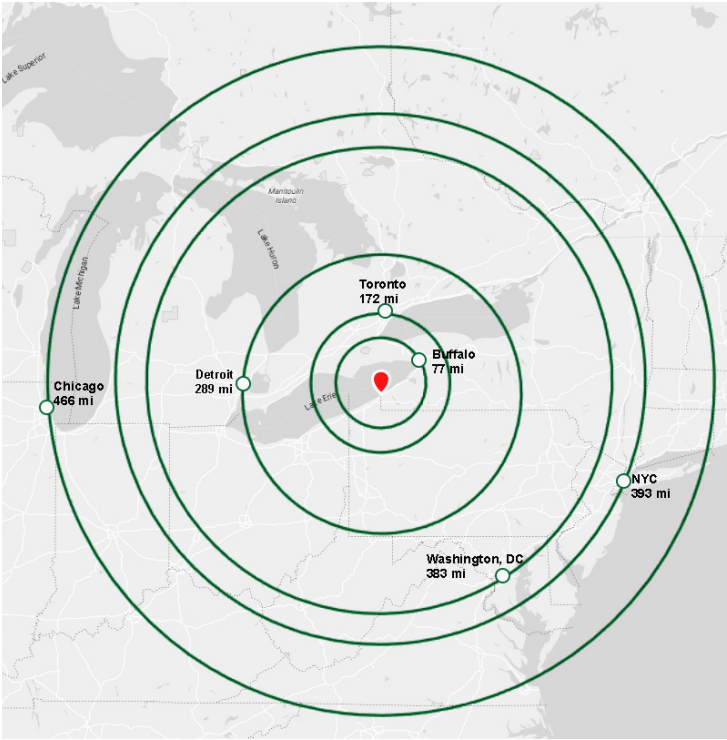 Lake Superior
Manitoulin
Island
Lake Huron
Lake Michigan
Toronto
172 mi
Buffalo
77 mi
Detroit
289 mi
Chicago
466 mi
Lake Erie
NYC
393 mi
Washington, DC
383 mi